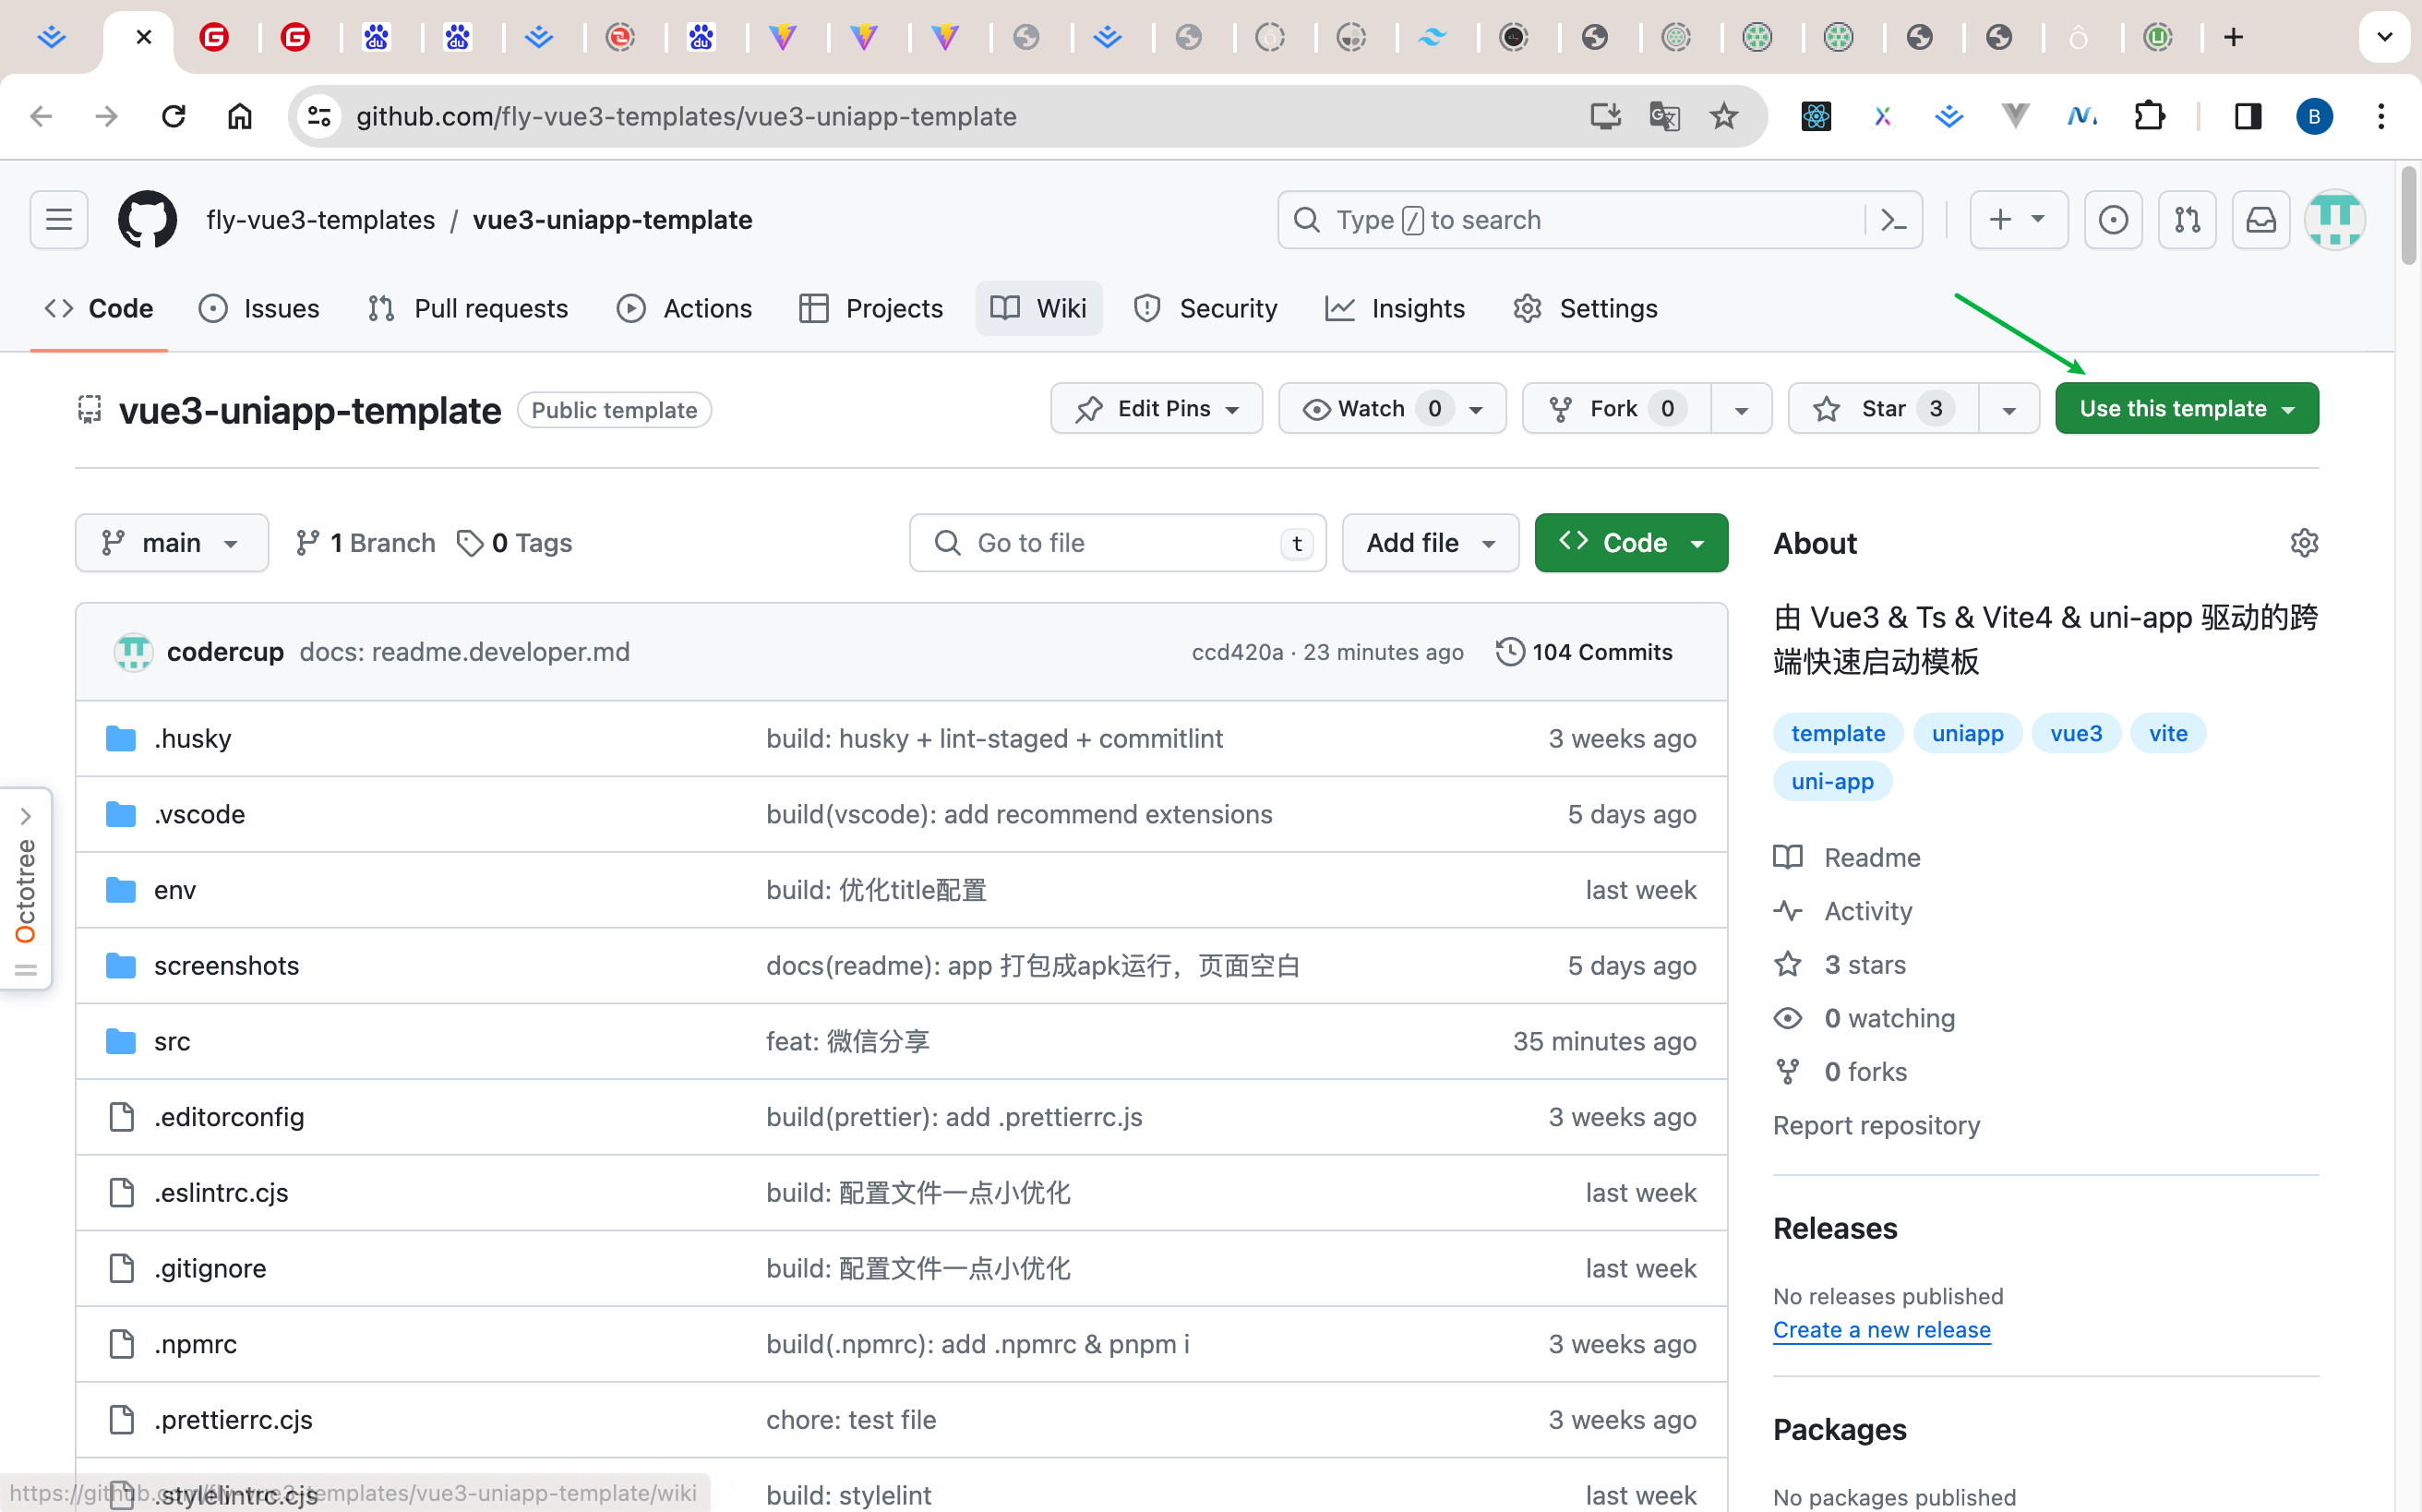 github.com/fly-vue3-templates/vue3-uniapp-template
B
fly-vue3-templates / vue3-uniapp-template
Type / to search
Code
Issues
Pull requests
Actions
Projects
Wiki
Security
Insights
Settings
vue3-uniapp-template
Public template
Edit Pins
Watch 0
Fork 0
Star 3
Use this template
main
1 Branch
0 Tags
Go to file
t
Add file
Code
codercup docs: readme.developer.md
ccd420a · 23 minutes ago
104 Commits
.husky build: husky + lint-staged + commitlint 3 weeks ago
.vscode build(vscode): add recommend extensions 5 days ago
env build: 优化title配置 last week
screenshots docs(readme): app 打包成apk运行，页面空白 5 days ago
src feat: 微信分享 35 minutes ago
.editorconfig build(prettier): add .prettierrc.js 3 weeks ago
.eslintrc.cjs build: 配置文件一点小优化 last week
.gitignore build: 配置文件一点小优化 last week
.npmrc build(.npmrc): add .npmrc & pnpm i 3 weeks ago
.prettierrc.cjs chore: test file 3 weeks ago
.stylelintrc.cjs build: stylelint last week
https://github.com/fly-vue3-templates/vue3-uniapp-template/wiki
Octotree
About
由 Vue3 & Ts & Vite4 & uni-app 驱动的跨
端快速启动模板
template uniapp vue3 vite
uni-app
Readme
Activity
3 stars
0 watching
0 forks
Report repository
Releases
No releases published
Create a new release
Packages
No packages published